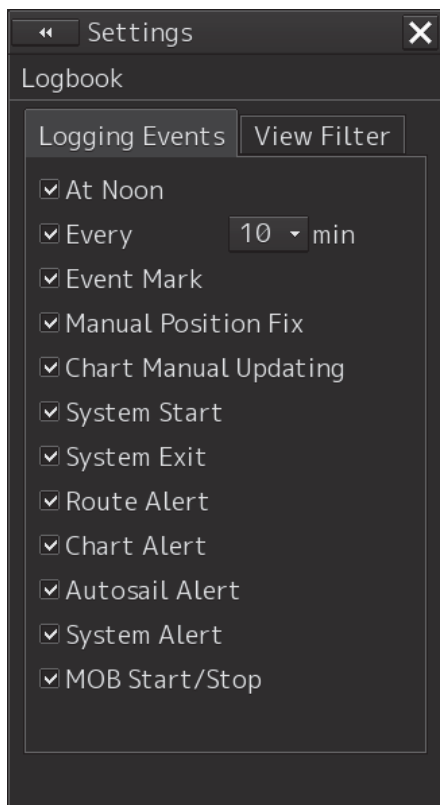 Settings
Logbook
Logging Events View Filter
At Noon
Every 10 min
Event Mark
Manual Position Fix
Chart Manual Updating
System Start
System Exit
Route Alert
Chart Alert
Autosail Alert
System Alert
MOB Start/Stop